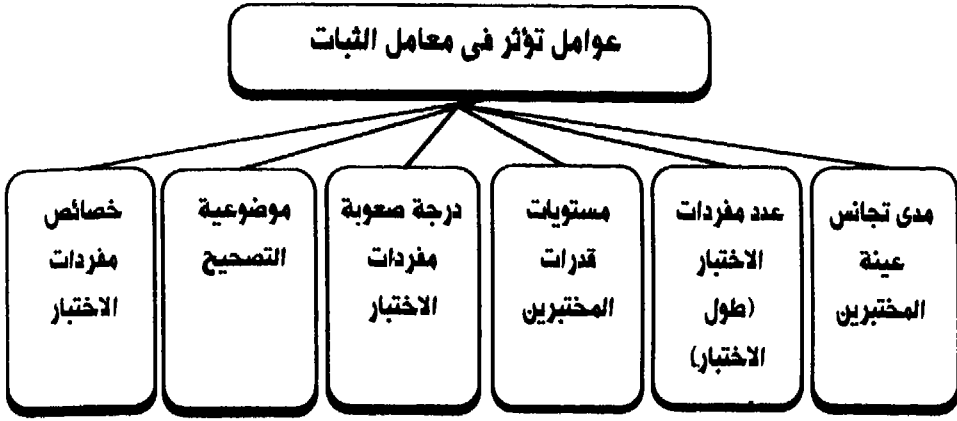 عوامل تؤثر فى معامل الثبات
مدى تجانس
عينة
المختبرين
عدد مفردات
الاختبار
(طول
الاختبار)
مستويات
قدرات
المختبرين
درجة صعوبة
مفردات
الاختبار
موضوعية
التصحيح
خصائص
مفردات
الاختبار